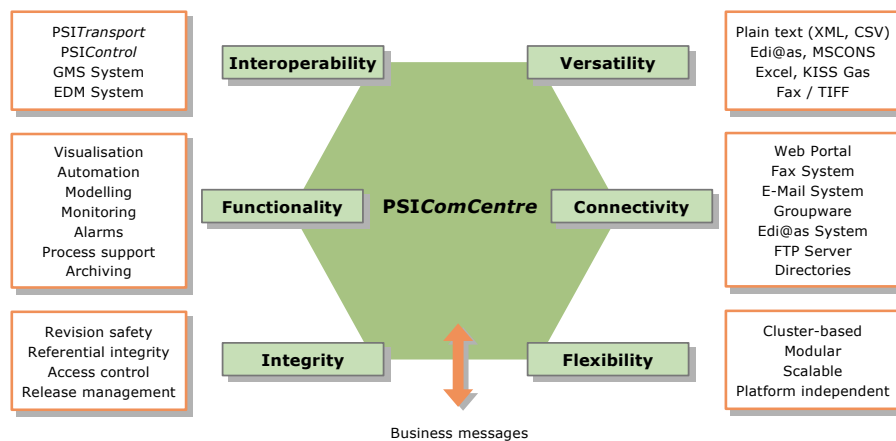 PSITransport
PSIControl
GMS System
EDM System
Interoperability
Versatility
Plain text (XML, CSV)
Edi@as, MSCONS
Excel, KISS Gas
Fax / TIFF
Visualisation
Automation
Modelling
Monitoring
Alarms
Process support
Archiving
Functionality
PSIComCentre
Connectivity
Web Portal
Fax System
E-Mail System
Groupware
Edi@as System
FTP Server
Directories
Revision safety
Referential integrity
Access control
Release management
Integrity
Flexibility
Cluster-based
Modular
Scalable
Platform independent
Business messages